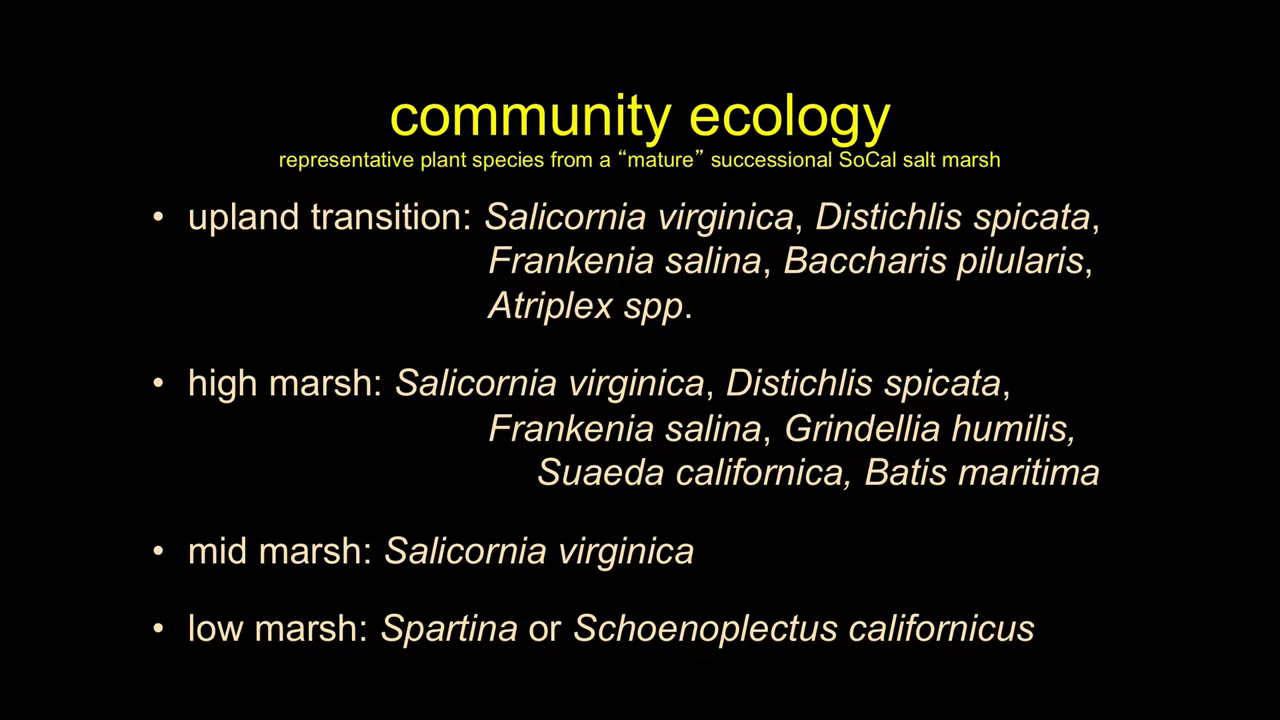 community ecology
representative plant species from a “mature” successional SoCal salt marsh
• upland transition: Salicornia virginica, Distichlis spicata,
Frankenia salina, Baccharis pilularis,
Atriplex spp.
• high marsh: Salicornia virginica, Distichlis spicata,
Frankenia salina, Grindellia humilis,
Suaeda californica, Batis maritima
• mid marsh: Salicornia virginica
• low marsh: Spartina or Schoenoplectus californicus